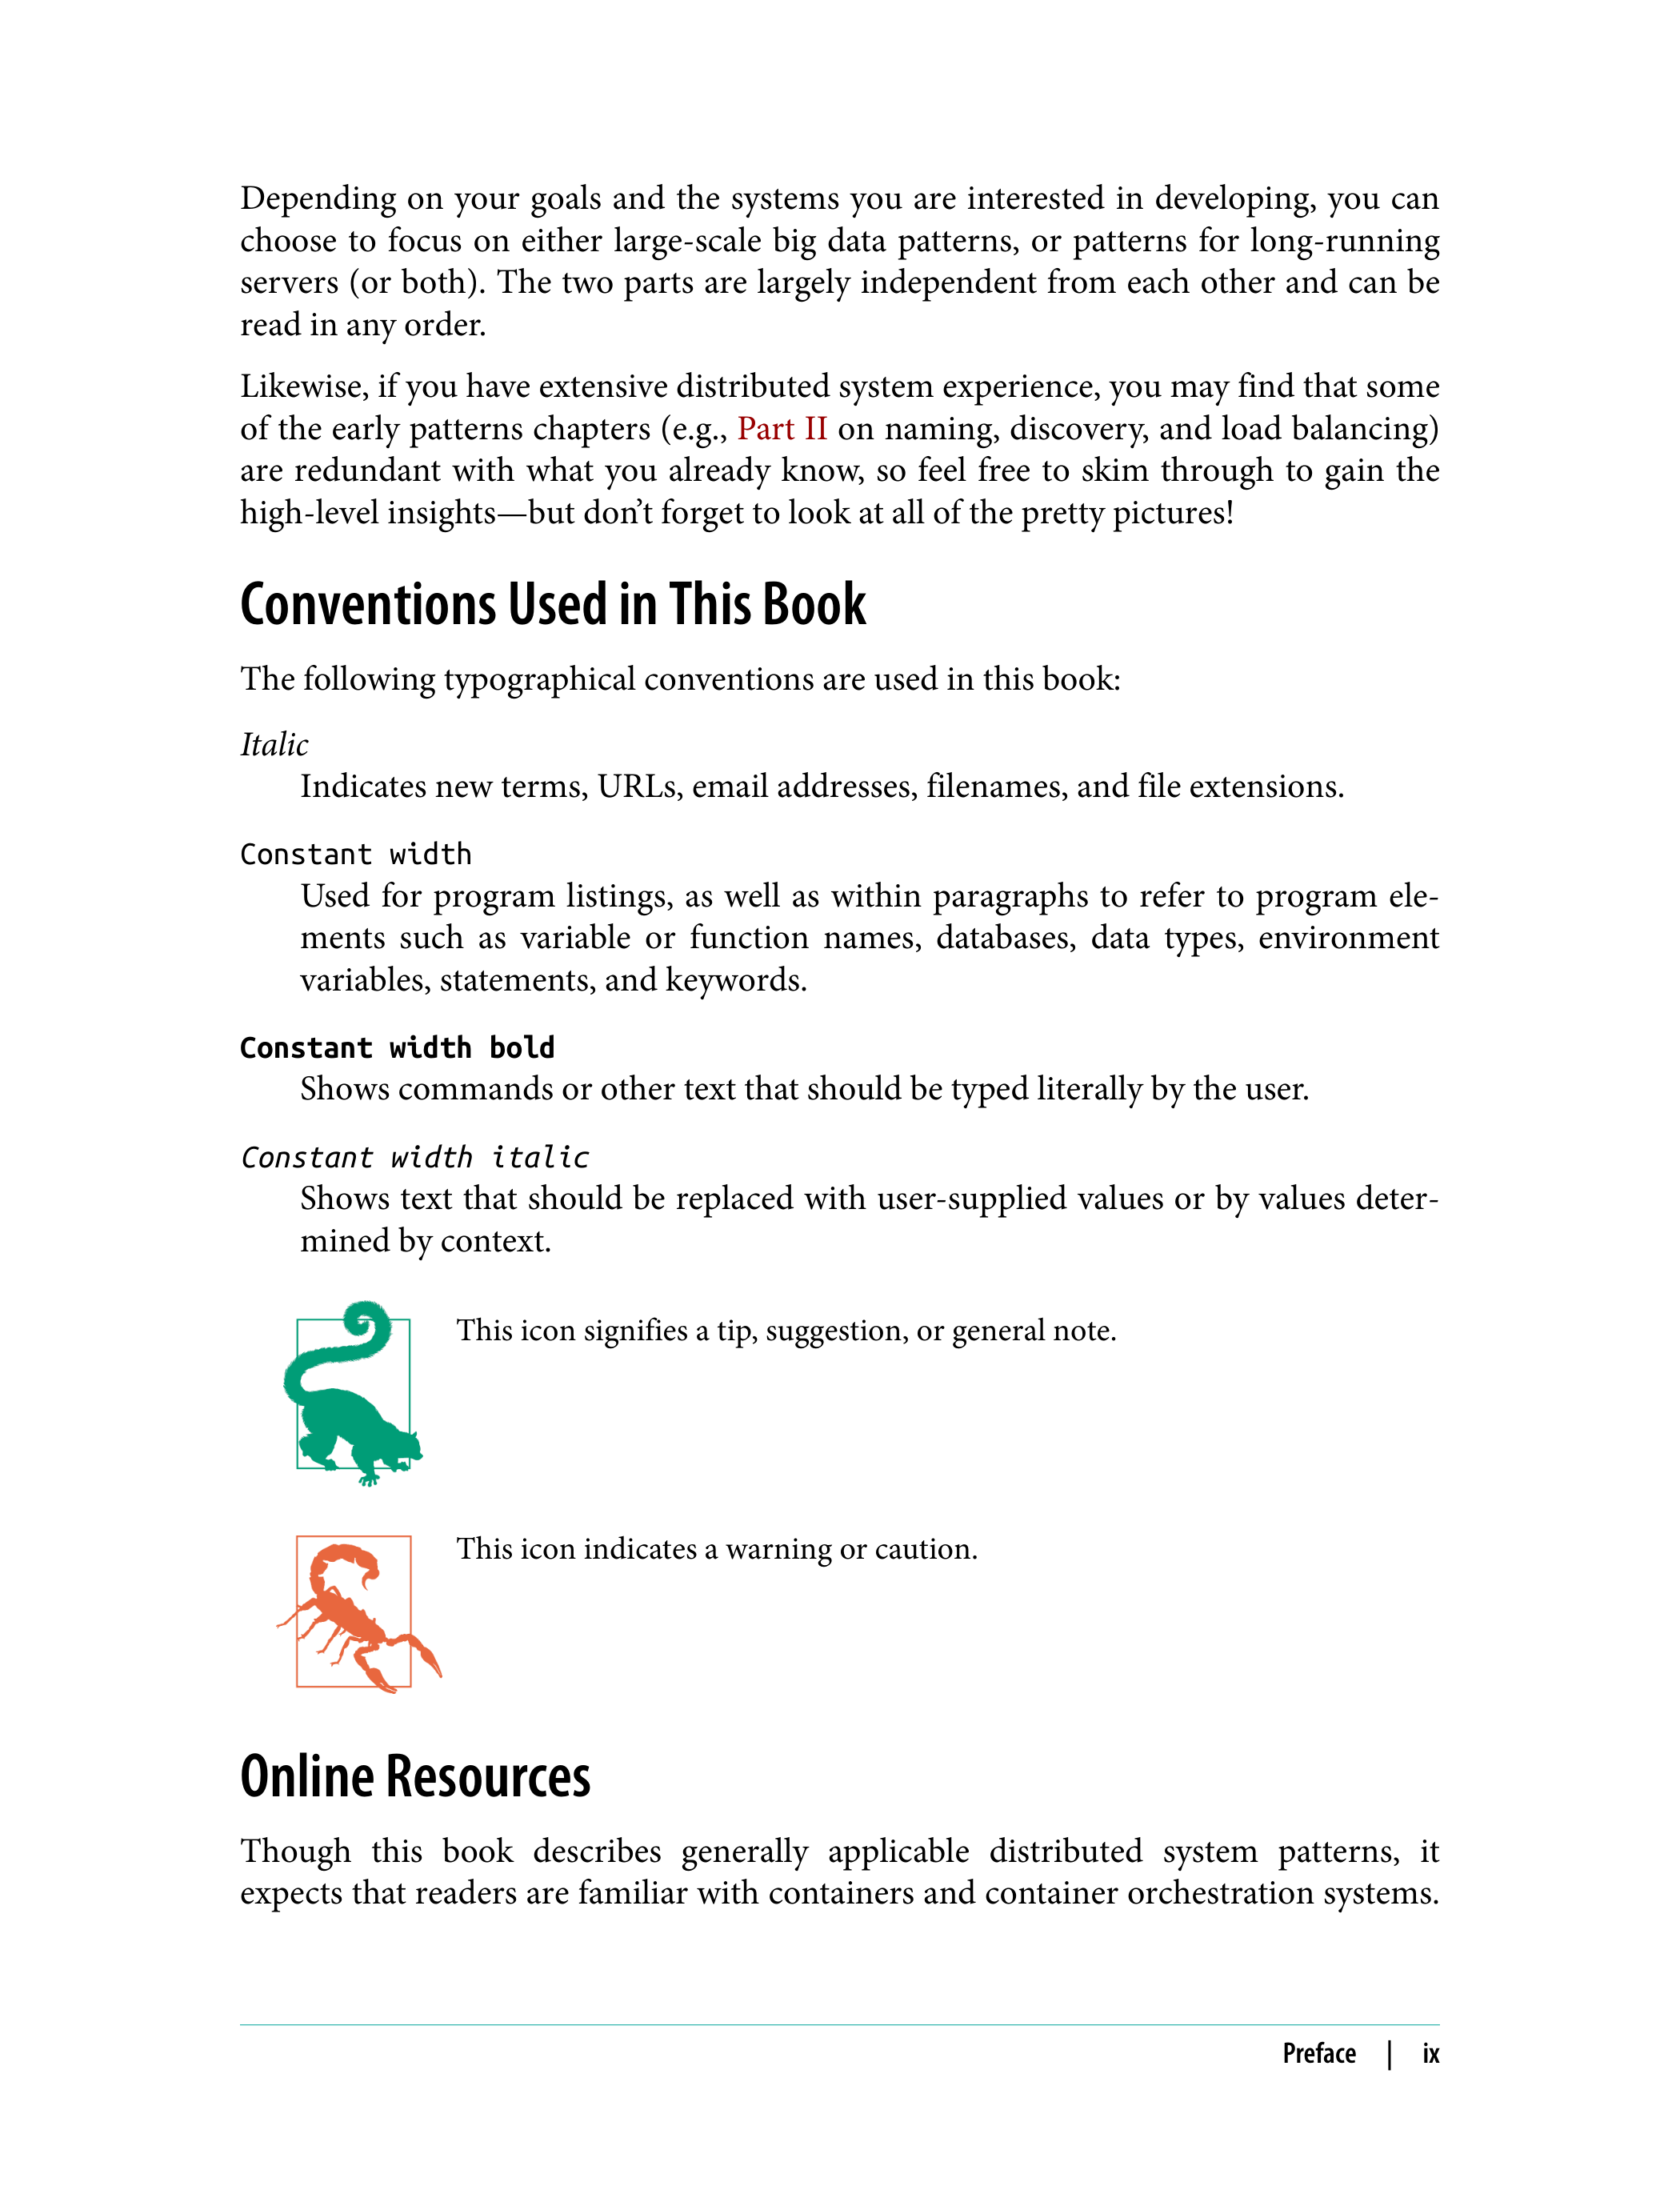 Depending on your goals and the systems you are interested in developing, you can
choose to focus on either large-scale big data patterns, or patterns for long-running
servers (or both). The two parts are largely independent from each other and can be
read in any order.
Likewise, if you have extensive distributed system experience, you may find that some
of the early patterns chapters (e.g., Part II on naming, discovery, and load balancing)
are redundant with what you already know, so feel free to skim through to gain the
high-level insights—but don’t forget to look at all of the pretty pictures!
Conventions Used in This Book
The following typographical conventions are used in this book:
Italic
Indicates new terms, URLs, email addresses, filenames, and file extensions.
Constant width
Used for program listings, as well as within paragraphs to refer to program ele-
ments such as variable or function names, databases, data types, environment
variables, statements, and keywords.
Constant width bold
Shows commands or other text that should be typed literally by the user.
Constant width italic
Shows text that should be replaced with user-supplied values or by values deter-
mined by context.
This icon signifies a tip, suggestion, or general note.
This icon indicates a warning or caution.
Online Resources
Though this book describes generally applicable distributed system patterns, it
expects that readers are familiar with containers and container orchestration systems.
Preface | ix